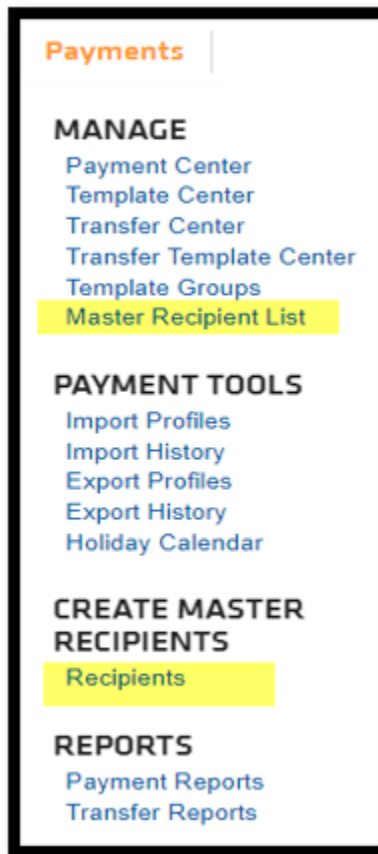 Payments
MANAGE
Payment Center
Template Center
Transfer Center
Transfer Template Center
Template Groups
Master Recipient List
PAYMENT TOOLS
Import Profiles
Import History
Export Profiles
Export History
Holiday Calendar
CREATE MASTER
RECIPIENTS
Recipients
REPORTS
Payment Reports
Transfer Reports